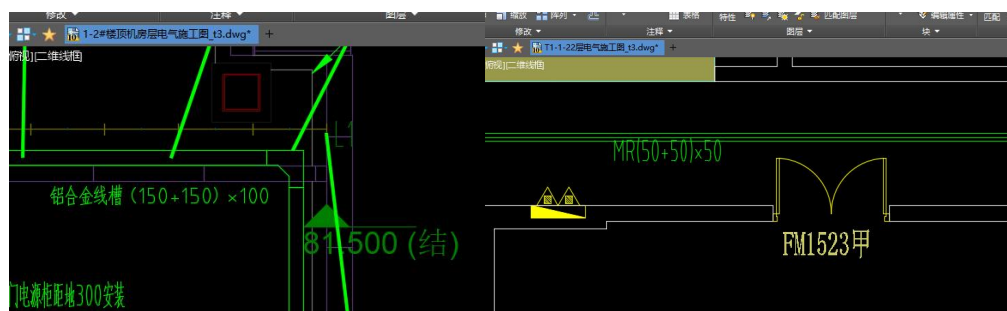 修改
注释
图层
1-2#楼顶机房层电气施工图_t3.dwg*
俯视][二维线框]
L1
铝合金线槽（150+150）×100
81.500 (结)
门电源柜距地300安装
缩放
阵列
表格
特性
匹配图层
编辑属性
匹配
修改
注释
图层
块
T1-1-22层电气施工图_t3.dwg*
俯视][二维线框]
MR(50+50)×50
FM1523甲